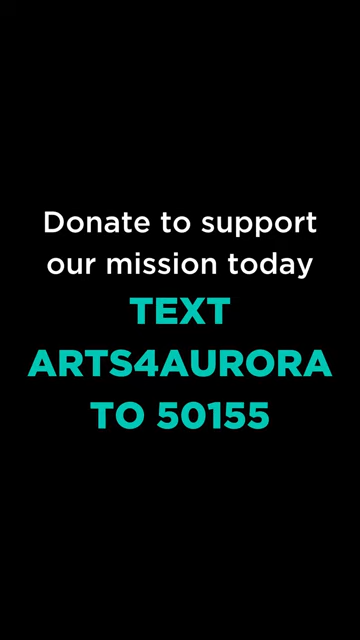 Donate to support
our mission today
TEXT
ARTS4AURORA
TO 50155